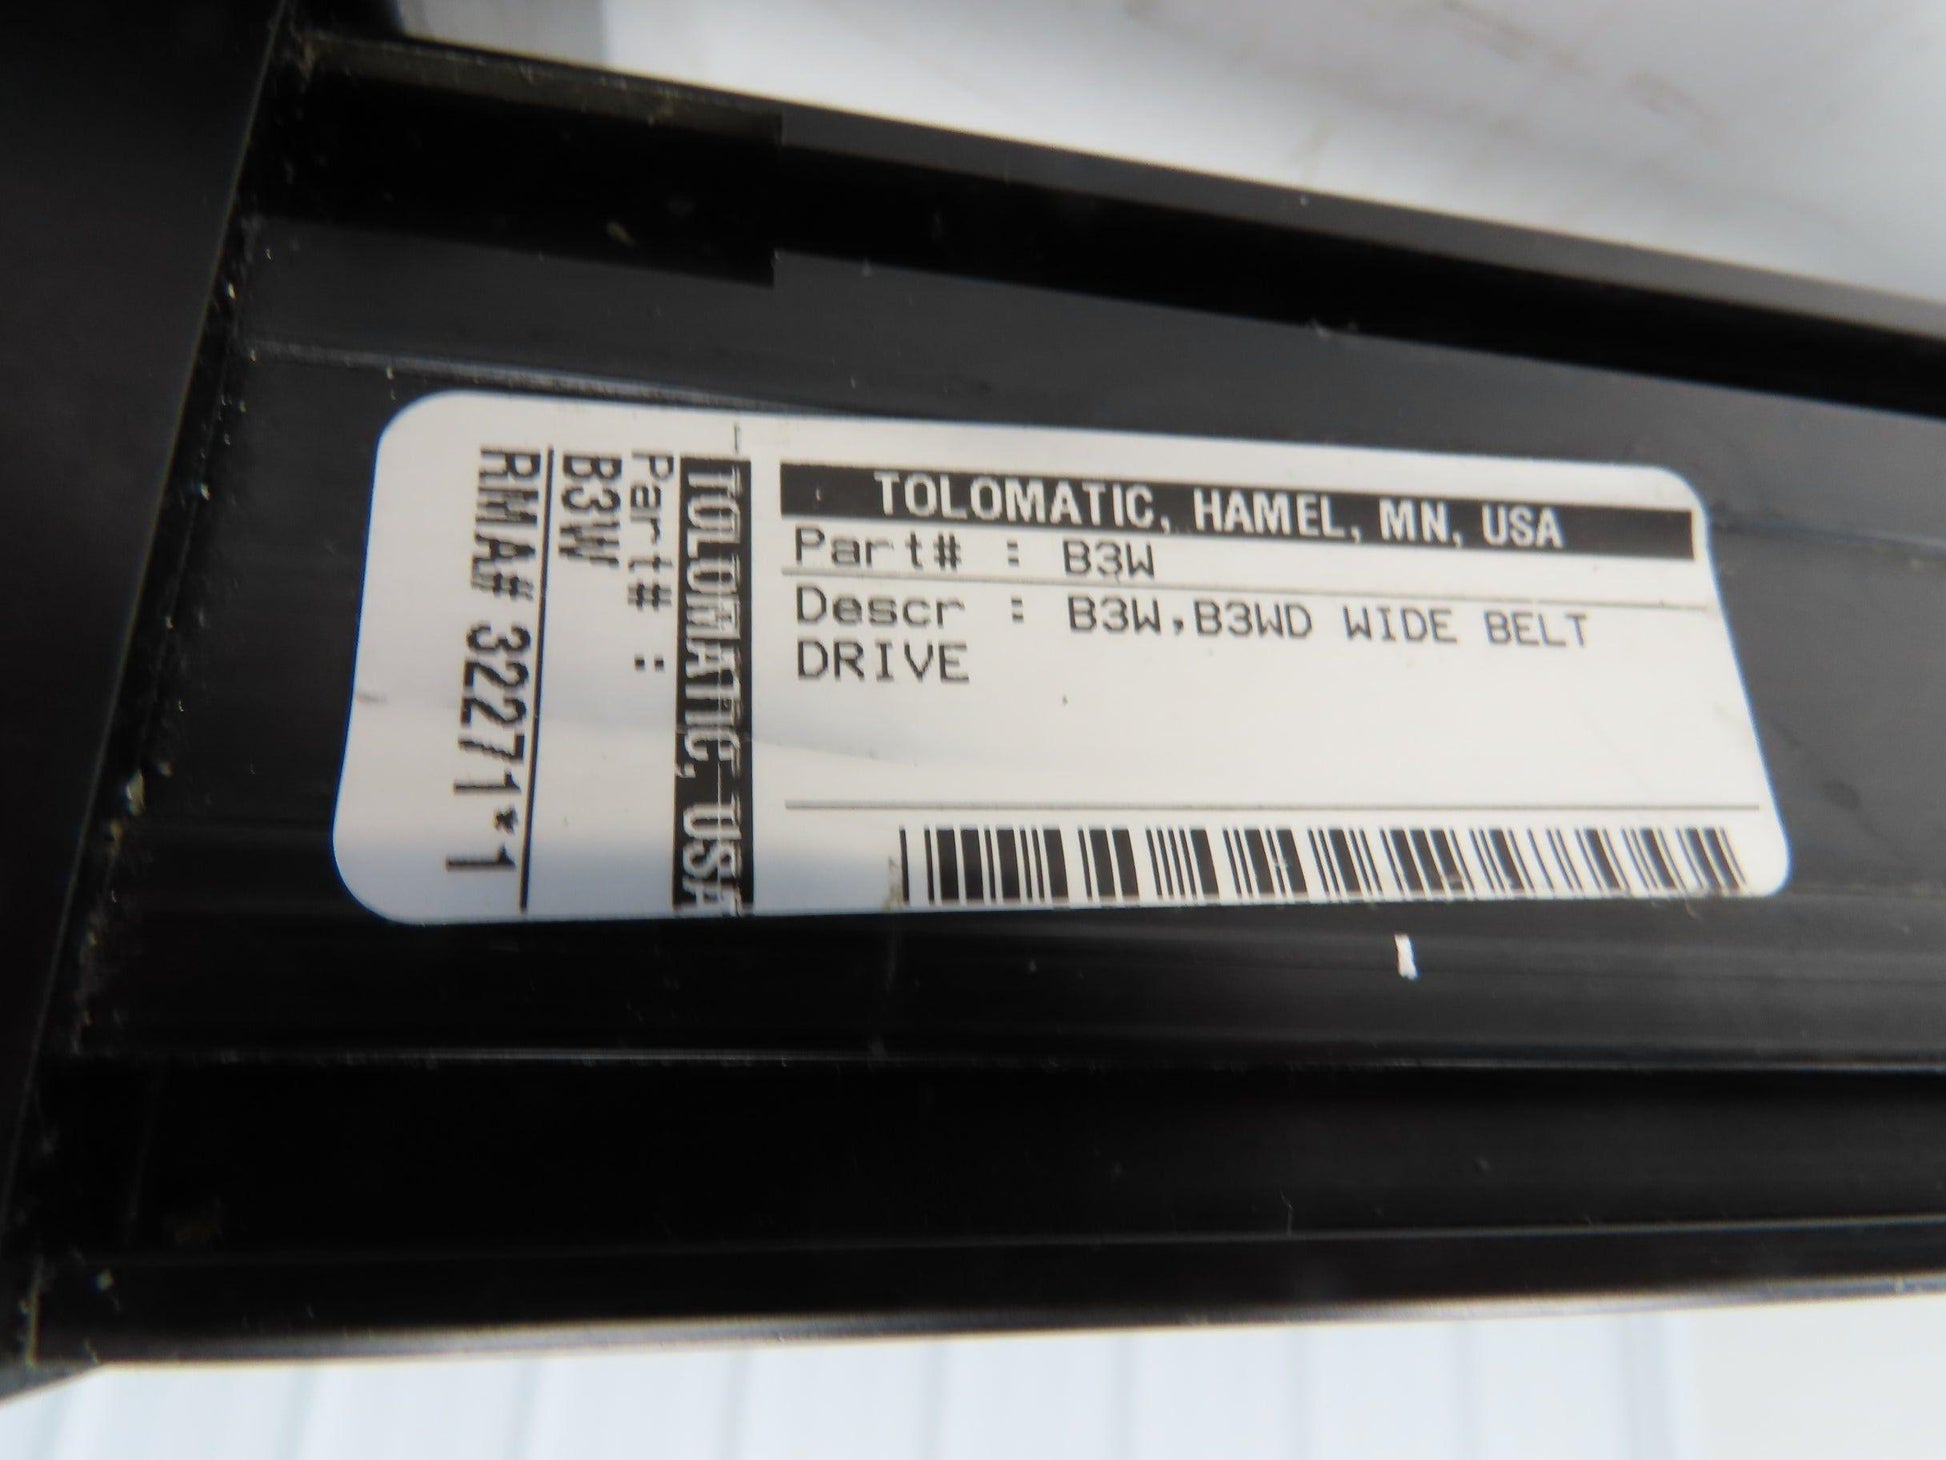 TOLOMATIC, HAMEL, MN, USA
Part# : B3W
Descr : B3W,B3WD WIDE BELT
DRIVE
TOLOMATIC, USA
Part# :
B3W
RMA# 32271*1